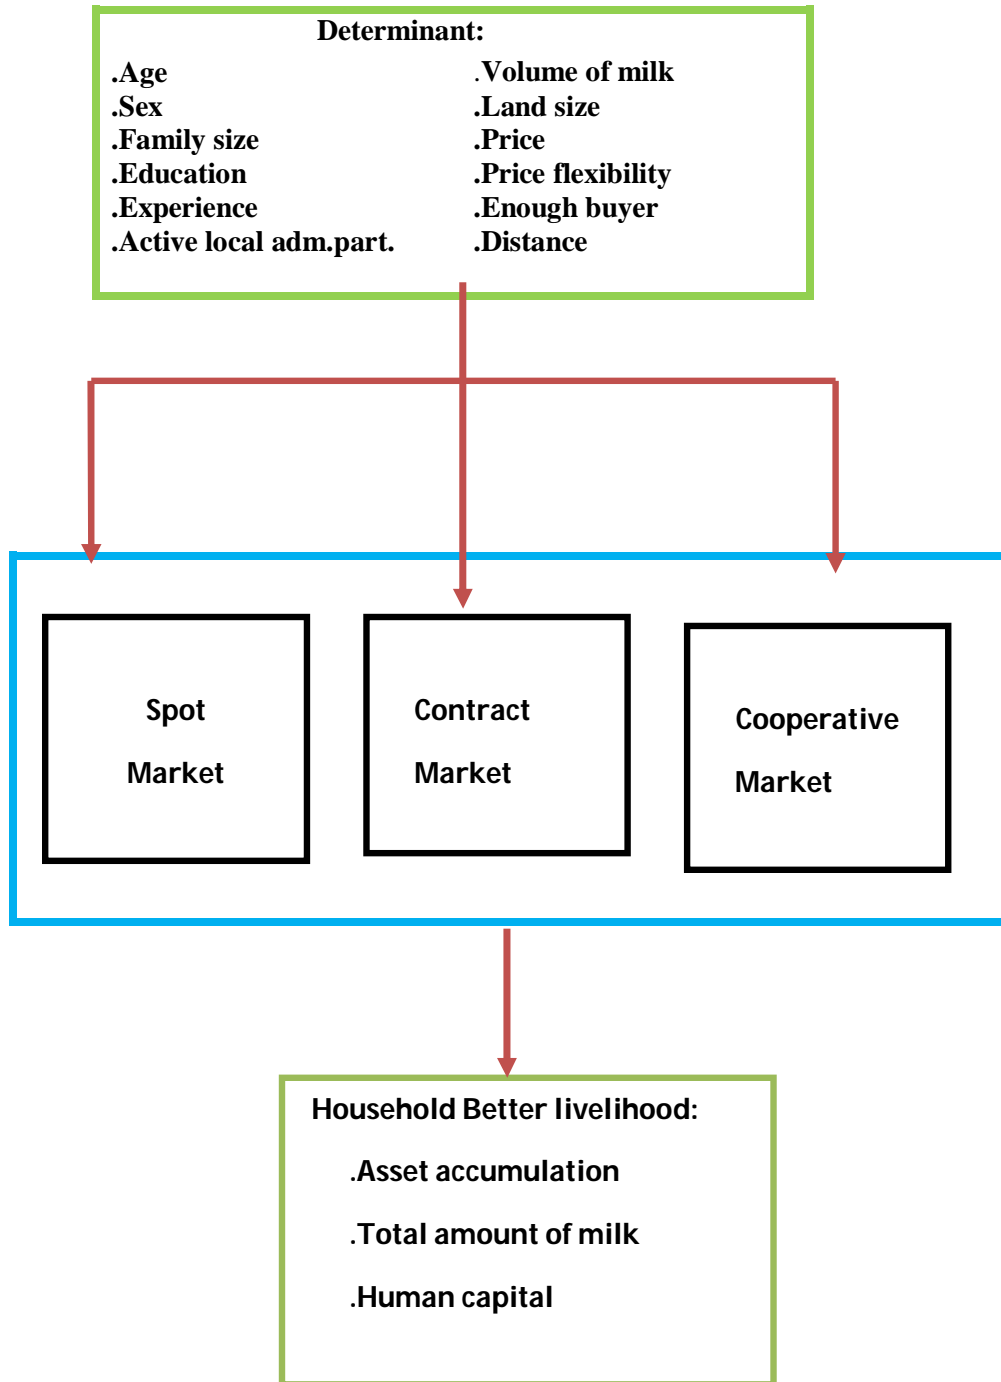 Determinant:
.Age
.Sex
.Family size
.Education
.Experience
.Active local adm.part.
.Volume of milk
.Land size
.Price
.Price flexibility
.Enough buyer
.Distance
Spot
Market
Contract
Market
Cooperative
Market
Household Better livelihood:
.Asset accumulation
.Total amount of milk
.Human capital